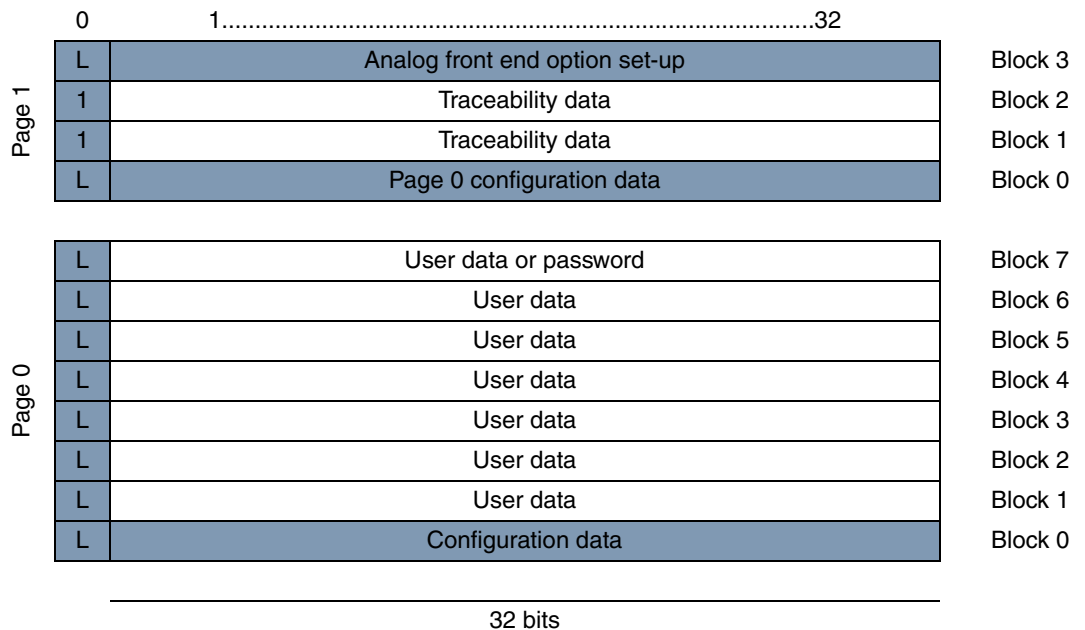 0 1..........................................................................................32
Page 1
L Analog front end option set-up Block 3
1 Traceability data Block 2
1 Traceability data Block 1
L Page 0 configuration data Block 0
Page 0
L User data or password Block 7
L User data Block 6
L User data Block 5
L User data Block 4
L User data Block 3
L User data Block 2
L User data Block 1
L Configuration data Block 0
32 bits